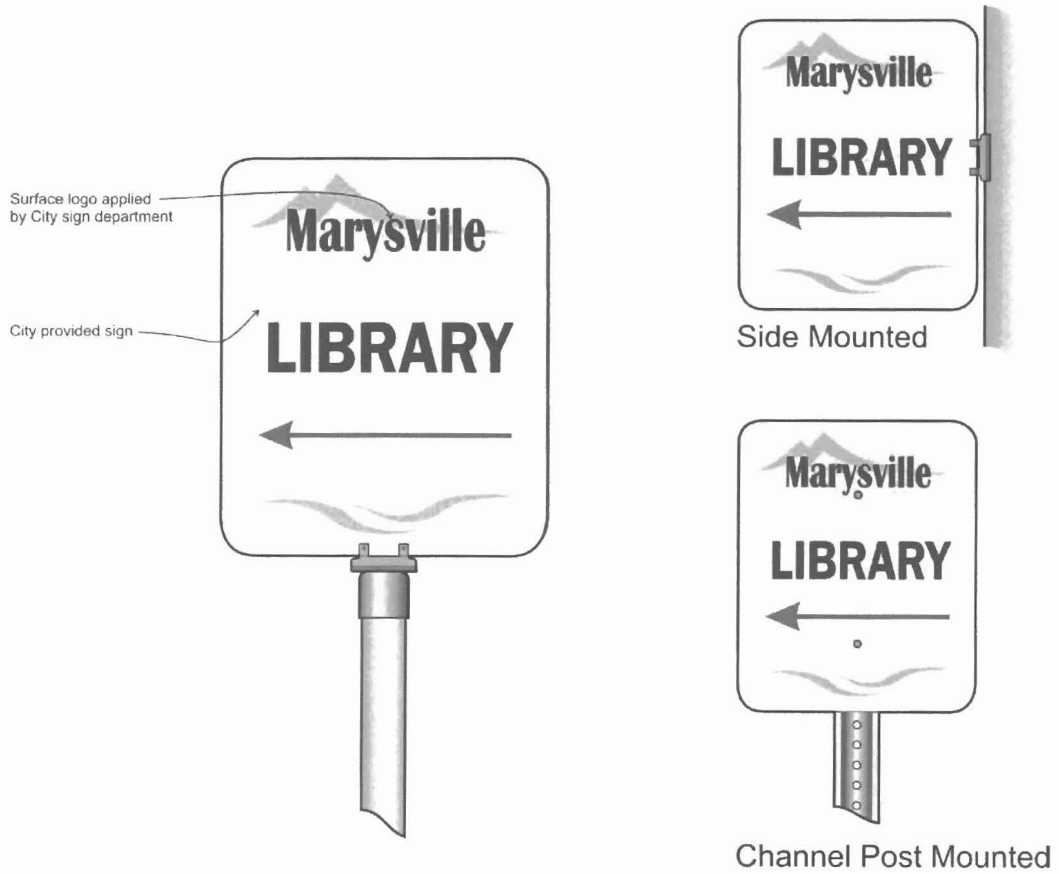 Surface logo applied
by City sign department
Marysville
City provided sign
LIBRARY
Marysville
LIBRARY
Side Mounted
Marysville
LIBRARY
Channel Post Mounted